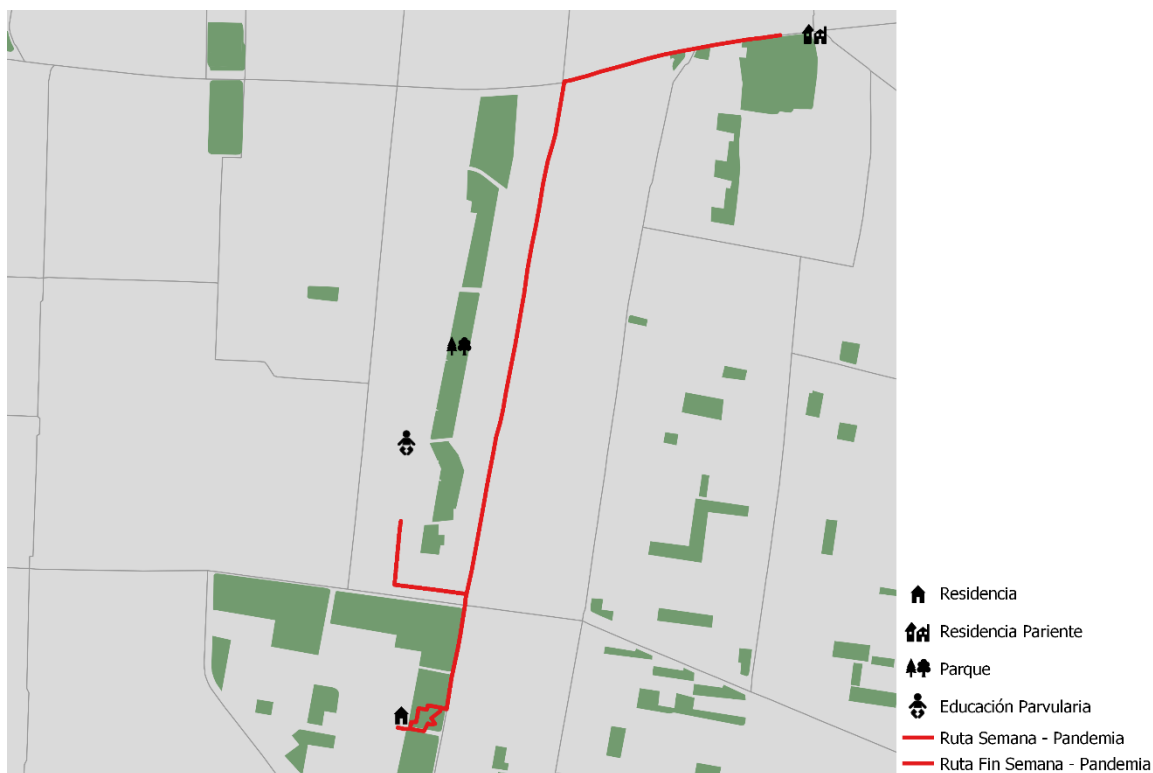 Residencia
Residencia Pariente
Parque
Educación Parvularia
Ruta Semana - Pandemia
Ruta Fin Semana - Pandemia